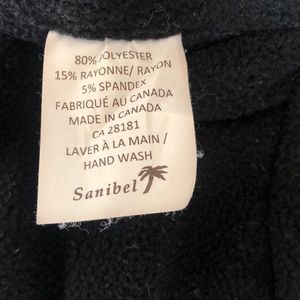 80% POLYESTER
15% RAYONNE/ RAYON
5% SPANDEX
FABRIQUÉ AU CANADA
MADE IN CANADA
CA 28181
LAVER À LA MAIN /
HAND WASH
Sanibel